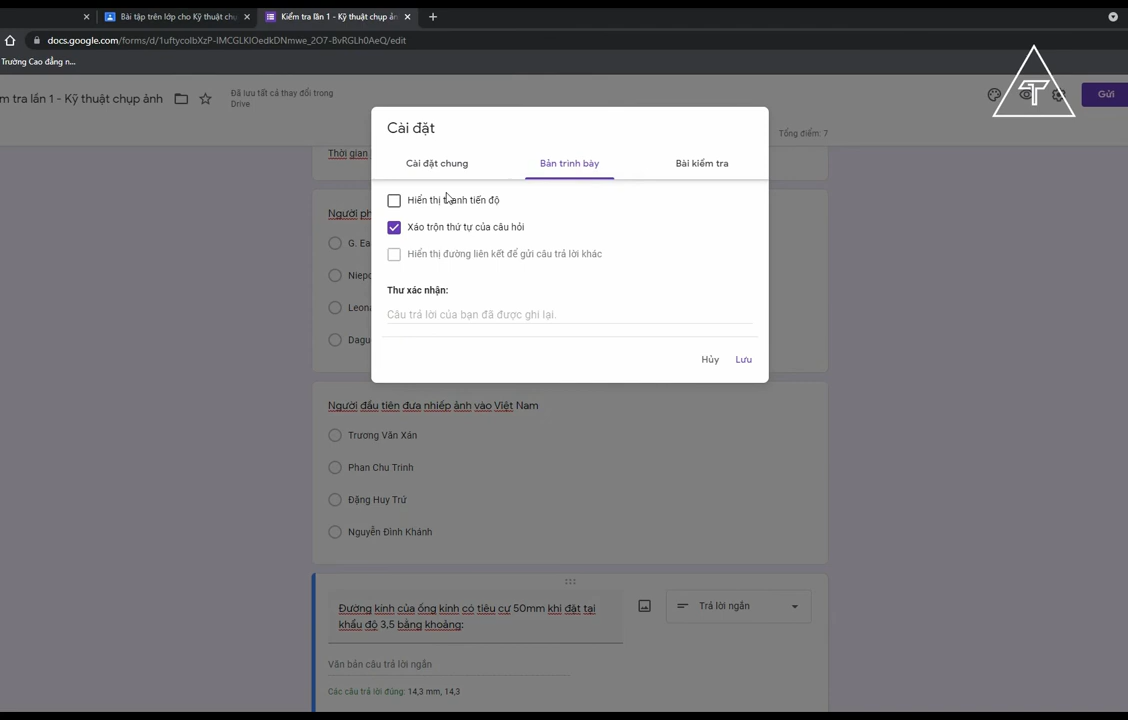 Bài tập trên lớp cho Kỹ thuật chụ
Kiểm tra lần 1 - Kỹ thuật chụp ản
docs.google.com/forms/d/1uftycolbXzP-lMCGLKlOedkDNmwe_2O7-BvRGLh0AeQ/edit
Trường Cao đẳng n...
m tra lần 1 - Kỹ thuật chụp ảnh
Đã lưu tất cả thay đổi trong
Drive
Gửi
Tổng điểm: 7
Cài đặt
Cài đặt chung
Bản trình bày
Bài kiểm tra
Thời gian
Hiển thị thanh tiến độ
Người ph
Xáo trộn thứ tự của câu hỏi
G. Ea
Hiển thị đường liên kết để gửi câu trả lời khác
Niepc
Thư xác nhận:
Leona
Câu trả lời của bạn đã được ghi lại.
Dagu
Hủy
Lưu
Người đầu tiên đưa nhiếp ảnh vào Việt Nam
Trương Văn Xán
Phan Chu Trinh
Đặng Huy Trứ
Nguyễn Đình Khánh
Đường kính của ống kính có tiêu cự 50mm khi đặt tại
khẩu độ 3,5 bằng khoảng:
Trả lời ngắn
Văn bản câu trả lời ngắn
Các câu trả lời đúng: 14,3 mm, 14,3